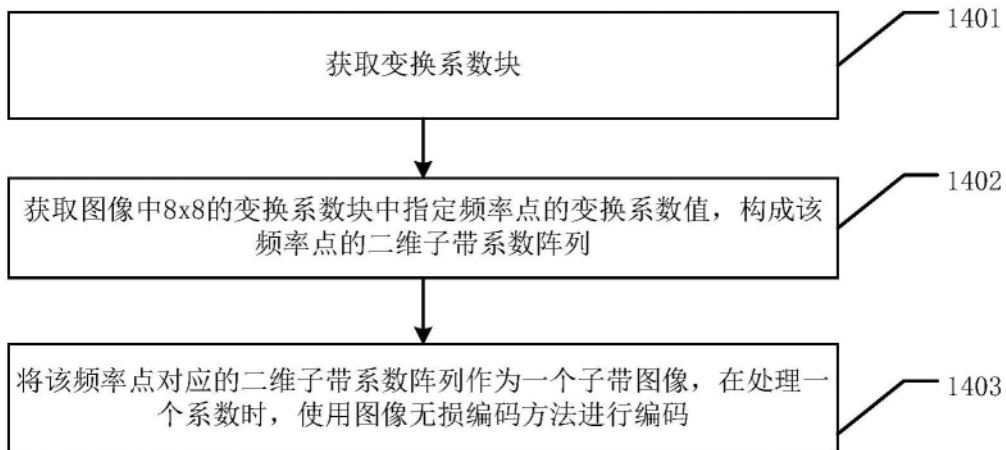 1401
获取变换系数块
1402
获取图像中8x8的变换系数块中指定频率点的变换系数值，构成该
频率点的二维子带系数阵列
将该频率点对应的二维子带系数阵列作为一个子带图像，在处理一
个系数时，使用图像无损编码方法进行编码
1403